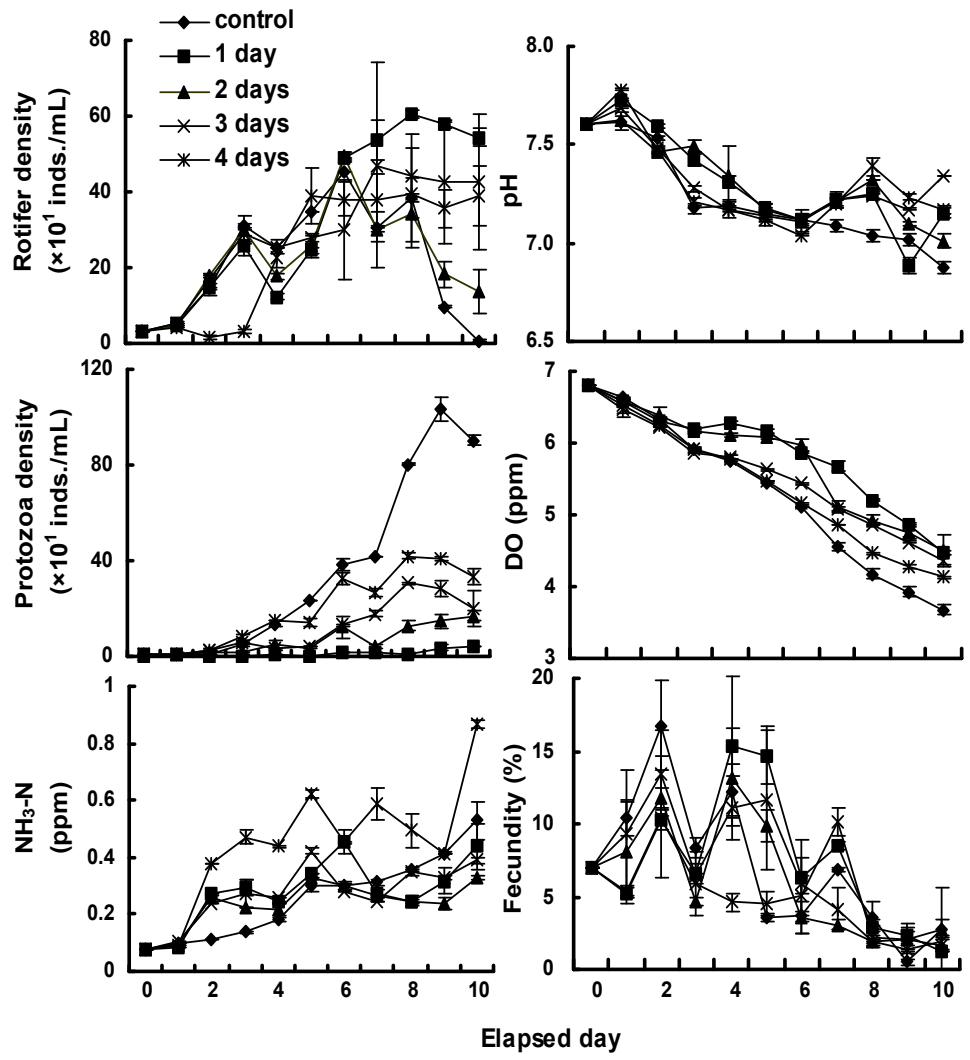 control
1 day
2 days
3 days
4 days
Rotifer density
(×10¹ inds./mL)
80
60
40
20
0
pH
8.0
7.5
7.0
6.5
Protozoa density
(×10¹ inds./mL)
120
80
40
0
DO (ppm)
7
6
5
4
3
NH₃-N
(ppm)
1
0.8
0.6
0.4
0.2
0
0 2 4 6 8 10
Fecundity (%)
20
15
10
5
0
0 2 4 6 8 10
Elapsed day